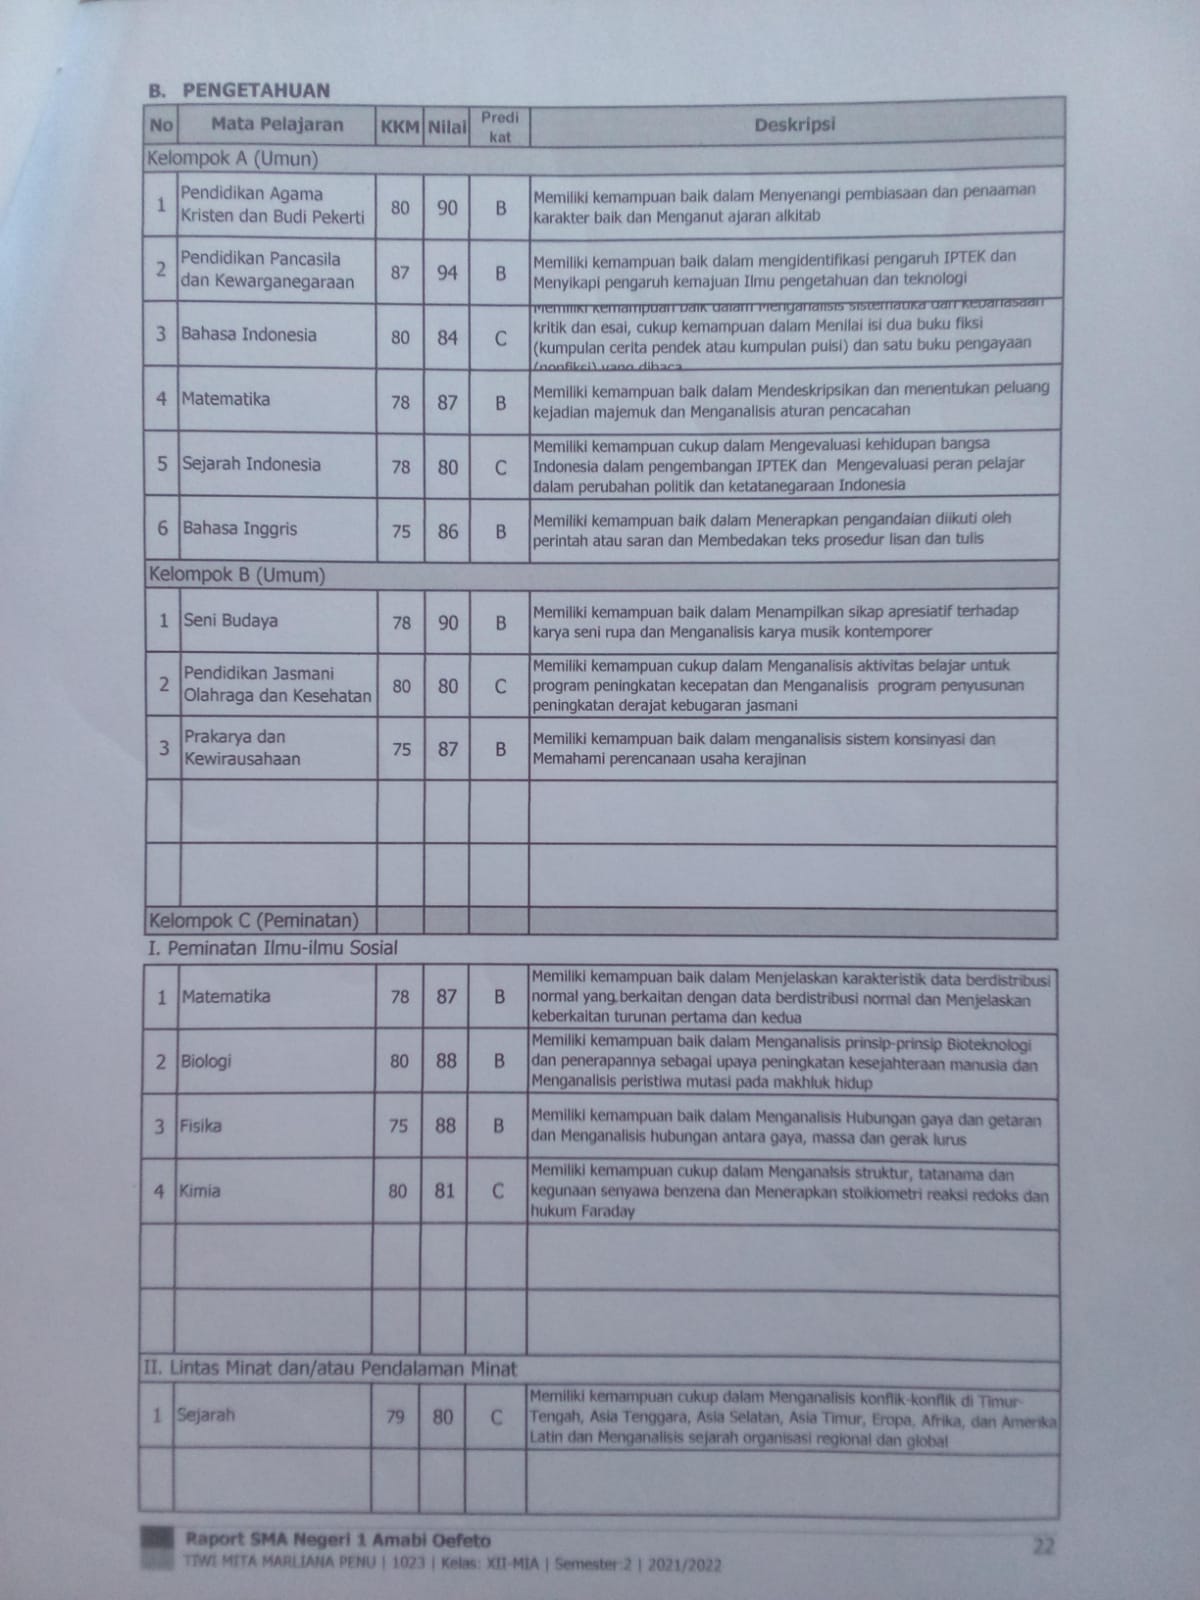 B. PENGETAHUAN
No Mata Pelajaran KKM Nilai Predi kat Deskripsi
Kelompok A (Umun)
1 Pendidikan Agama Kristen dan Budi Pekerti 80 90 B Memiliki kemampuan baik dalam Menyenangi pembiasaan dan penaaman
karakter baik dan Menganut ajaran alkitab
2 Pendidikan Pancasila dan Kewarganegaraan 87 94 B Memiliki kemampuan baik dalam mengidentifikasi pengaruh IPTEK dan
Menyikapi pengaruh kemajuan Ilmu pengetahuan dan teknologi
3 Bahasa Indonesia 80 84 C Memiliki kemampuan baik dalam Menganalisis sistematika dan kebahasaan
kritik dan esai, cukup kemampuan dalam Menilai isi dua buku fiksi
(kumpulan cerita pendek atau kumpulan puisi) dan satu buku pengayaan
(nonfiksi) yang dibaca
4 Matematika 78 87 B Memiliki kemampuan baik dalam Mendeskripsikan dan menentukan peluang
kejadian majemuk dan Menganalisis aturan pencacahan
5 Sejarah Indonesia 78 80 C Memiliki kemampuan cukup dalam Mengevaluasi kehidupan bangsa
Indonesia dalam pengembangan IPTEK dan Mengevaluasi peran pelajar
dalam perubahan politik dan ketatanegaraan Indonesia
6 Bahasa Inggris 75 86 B Memiliki kemampuan baik dalam Menerapkan pengandaian diikuti oleh
perintah atau saran dan Membedakan teks prosedur lisan dan tulis
Kelompok B (Umum)
1 Seni Budaya 78 90 B Memiliki kemampuan baik dalam Menampilkan sikap apresiatif terhadap
karya seni rupa dan Menganalisis karya musik kontemporer
2 Pendidikan Jasmani Olahraga dan Kesehatan 80 80 C Memiliki kemampuan cukup dalam Menganalisis aktivitas belajar untuk
program peningkatan kecepatan dan Menganalisis program penyusunan
peningkatan derajat kebugaran jasmani
3 Prakarya dan Kewirausahaan 75 87 B Memiliki kemampuan baik dalam menganalisis sistem konsinyasi dan
Memahami perencanaan usaha kerajinan
Kelompok C (Peminatan)
I. Peminatan Ilmu-ilmu Sosial
1 Matematika 78 87 B Memiliki kemampuan baik dalam Menjelaskan karakteristik data berdistribusi
normal yang berkaitan dengan data berdistribusi normal dan Menjelaskan
keberkaitan turunan pertama dan kedua
2 Biologi 80 88 B Memiliki kemampuan baik dalam Menganalisis prinsip-prinsip Bioteknologi
dan penerapannya sebagai upaya peningkatan kesejahteraan manusia dan
Menganalisis peristiwa mutasi pada makhluk hidup
3 Fisika 75 88 B Memiliki kemampuan baik dalam Menganalisis Hubungan gaya dan getaran
dan Menganalisis hubungan antara gaya, massa dan gerak lurus
4 Kimia 80 81 C Memiliki kemampuan cukup dalam Menganalsis struktur, tatanama dan
kegunaan senyawa benzena dan Menerapkan stoikiometri reaksi redoks dan
hukum Faraday
II. Lintas Minat dan/atau Pendalaman Minat
1 Sejarah 79 80 C Memiliki kemampuan cukup dalam Menganalisis konflik-konflik di Timur-
Tengah, Asia Tenggara, Asia Selatan, Asia Timur, Eropa, Afrika, dan Amerika
Latin dan Menganalisis sejarah organisasi regional dan global
Raport SMA Negeri 1 Amabi Oefeto 22
TIWI MITA MARLIANA PENU | 1023 | Kelas: XII-MIA | Semester:2 | 2021/2022